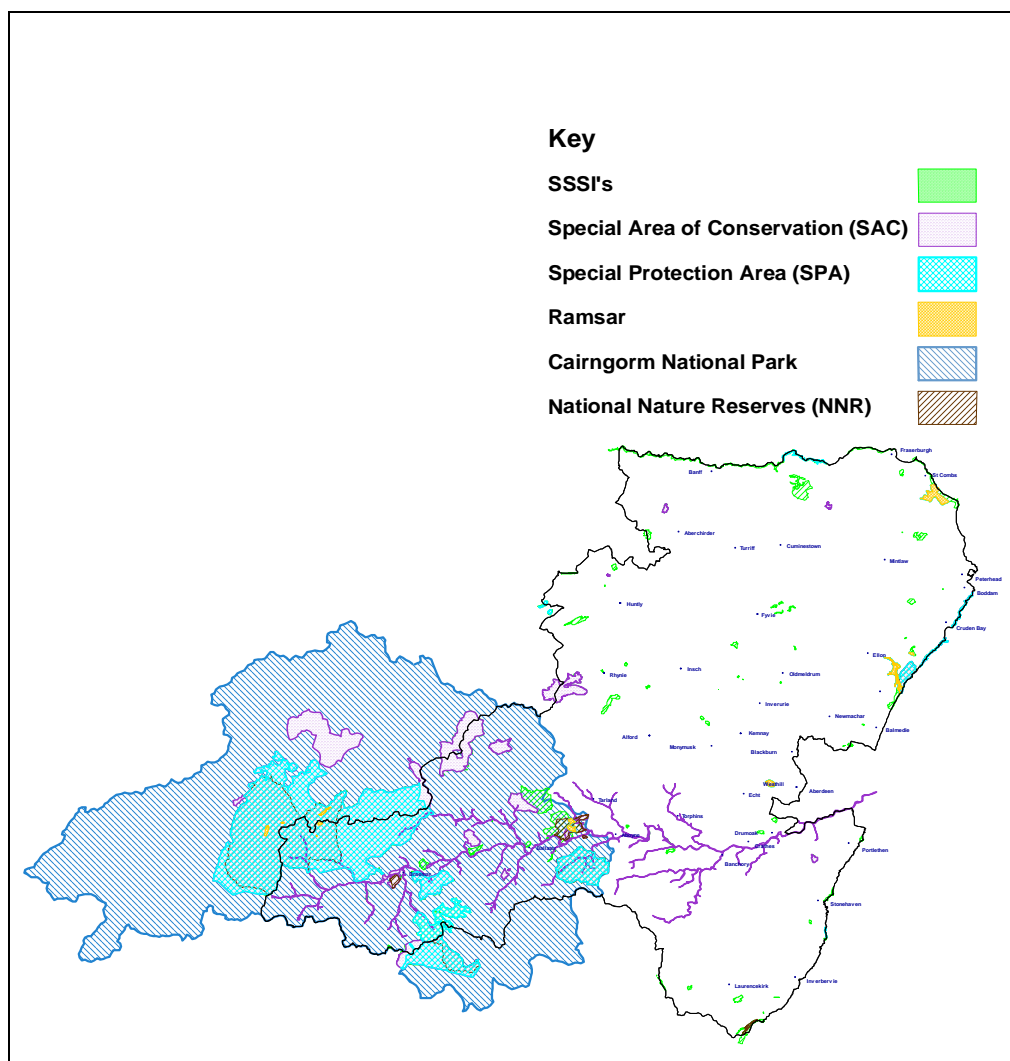 Key
SSSI's
Special Area of Conservation (SAC)
Special Protection Area (SPA)
Ramsar
Cairngorm National Park
National Nature Reserves (NNR)
Fraserburgh
Banff
St Combs
Aberchirder
Turriff
Cuminestown
Mintlaw
Peterhead
Boddam
Huntly
Fyvie
Cruden Bay
Ellon
Rhynie
Insch
Oldmeldrum
Inverurie
Newmachar
Balmedie
Alford
Kemnay
Monymusk
Blackburn
Westhill
Aberdeen
Tarland
Echt
Torphins
Drumoak
Portlethen
Banchory
Stonehaven
Laurencekirk
Inverbervie